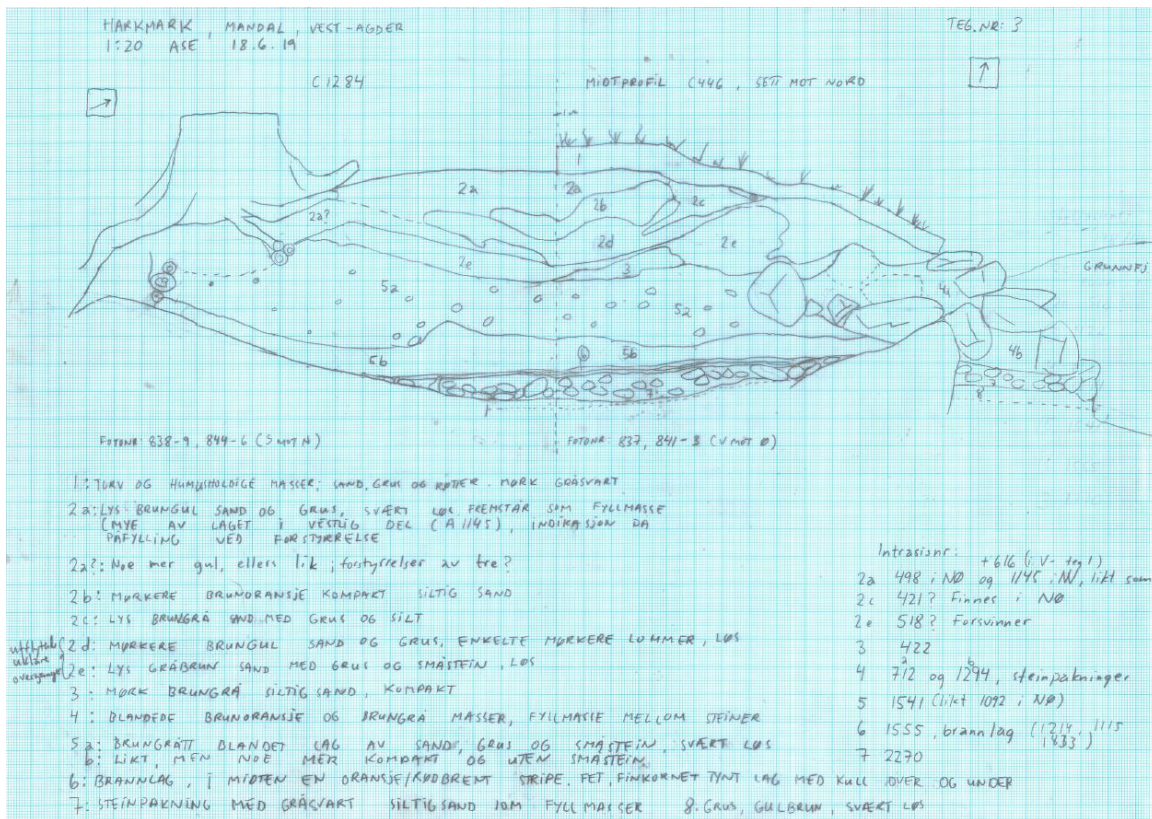 HARKMARK, MANDAL, VEST-AGDER
TEG.NR: 3
1:20 ASE 18.6.19
C1284
MIDTPROFIL C446, SETT MOT NORD
1
2a
2a
2b
2c
2a?
2d
2e
2e
3
GRUNNFJ
5a
5a
4a
5b
6
5b
4b
7
8
FOTONR: 838-9, 844-6 (S MOT N)
FOTONR: 837, 841-3 (V MOT Ø)
1: TORV OG HUMUSHOLDIGE MASSER; SAND, GRUS OG RØTTER. MØRK GRÅSVART
2a: LYS BRUNGUL SAND OG GRUS, SVÆRT LØS FREMSTÅR SOM FYLLMASSE
(MYE AV LAGET I VESTLIG DEL (A1145), INDIKASJON DA
PÅFYLLING VED FORSTYRRELSE
2a?: Noe mer gul, ellers lik, forstyrrelser av tre?
2b: MØRKERE BRUNORANSJE KOMPAKT SILTIG SAND
2c: LYS BRUNGRÅ SAND MED GRUS OG SILT
2d: MØRKERE BRUNGUL SAND OG GRUS, ENKELTE MØRKERE LOMMER, LØS
uklare overganger
2e: LYS GRÅBRUN SAND MED GRUS OG SMÅSTEIN, LØS
3: MØRK BRUNGRÅ SILTIG SAND, KOMPAKT
4: BLANDEDE BRUNORANSJE OG BRUNGRÅ MASSER, FYLLMASSE MELLOM STEINER
5a: BRUNGRÅTT BLANDET LAG AV SAND, GRUS OG SMÅSTEIN, SVÆRT LØS
b: LIKT, MEN NOE MER KOMPAKT OG UTEN SMÅSTEIN
6: BRANNLAG, I MIDTEN EN ORANSJE/RØDBRENT STRIPE. FET, FINKORNET TYNT LAG MED KULL OVER OG UNDER
7: STEINPAKNING MED GRÅSVART SILTIG SAND SOM FYLLMASSER 8. GRUS, GULBRUN, SVÆRT LØS
Intrasisnr:
+616 (i V- teg 1)
2a 498 i NØ og 1145 i NV, likt som
2c 421? Finnes i NØ
2e 518? Forsvinner
3 422
4 712 a og 1294 b, steinpakninger
5 1541 (likt 1092 i NØ)
6 1555, brannlag (1214, 1115
1433)
7 2270